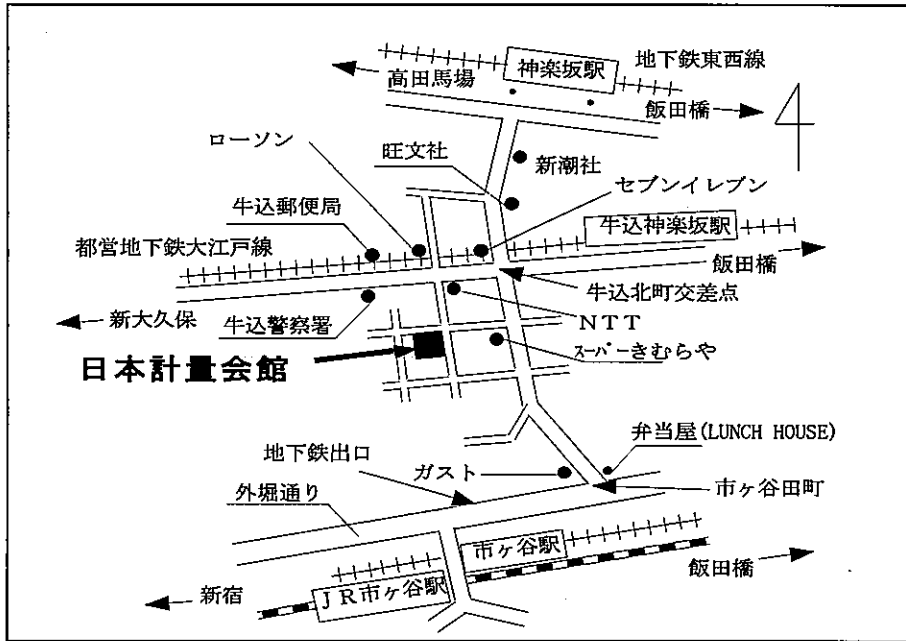 地下鉄東西線
神楽坂駅
高田馬場
飯田橋
ローソン
旺文社
新潮社
セブンイレブン
牛込郵便局
牛込神楽坂駅
都営地下鉄大江戸線
飯田橋
牛込北町交差点
新大久保
牛込警察署
NTT
スーパーきむらや
日本計量会館
弁当屋(LUNCH HOUSE)
地下鉄出口
ガスト
市ヶ谷田町
外堀通り
市ヶ谷駅
飯田橋
新宿
JR市ヶ谷駅